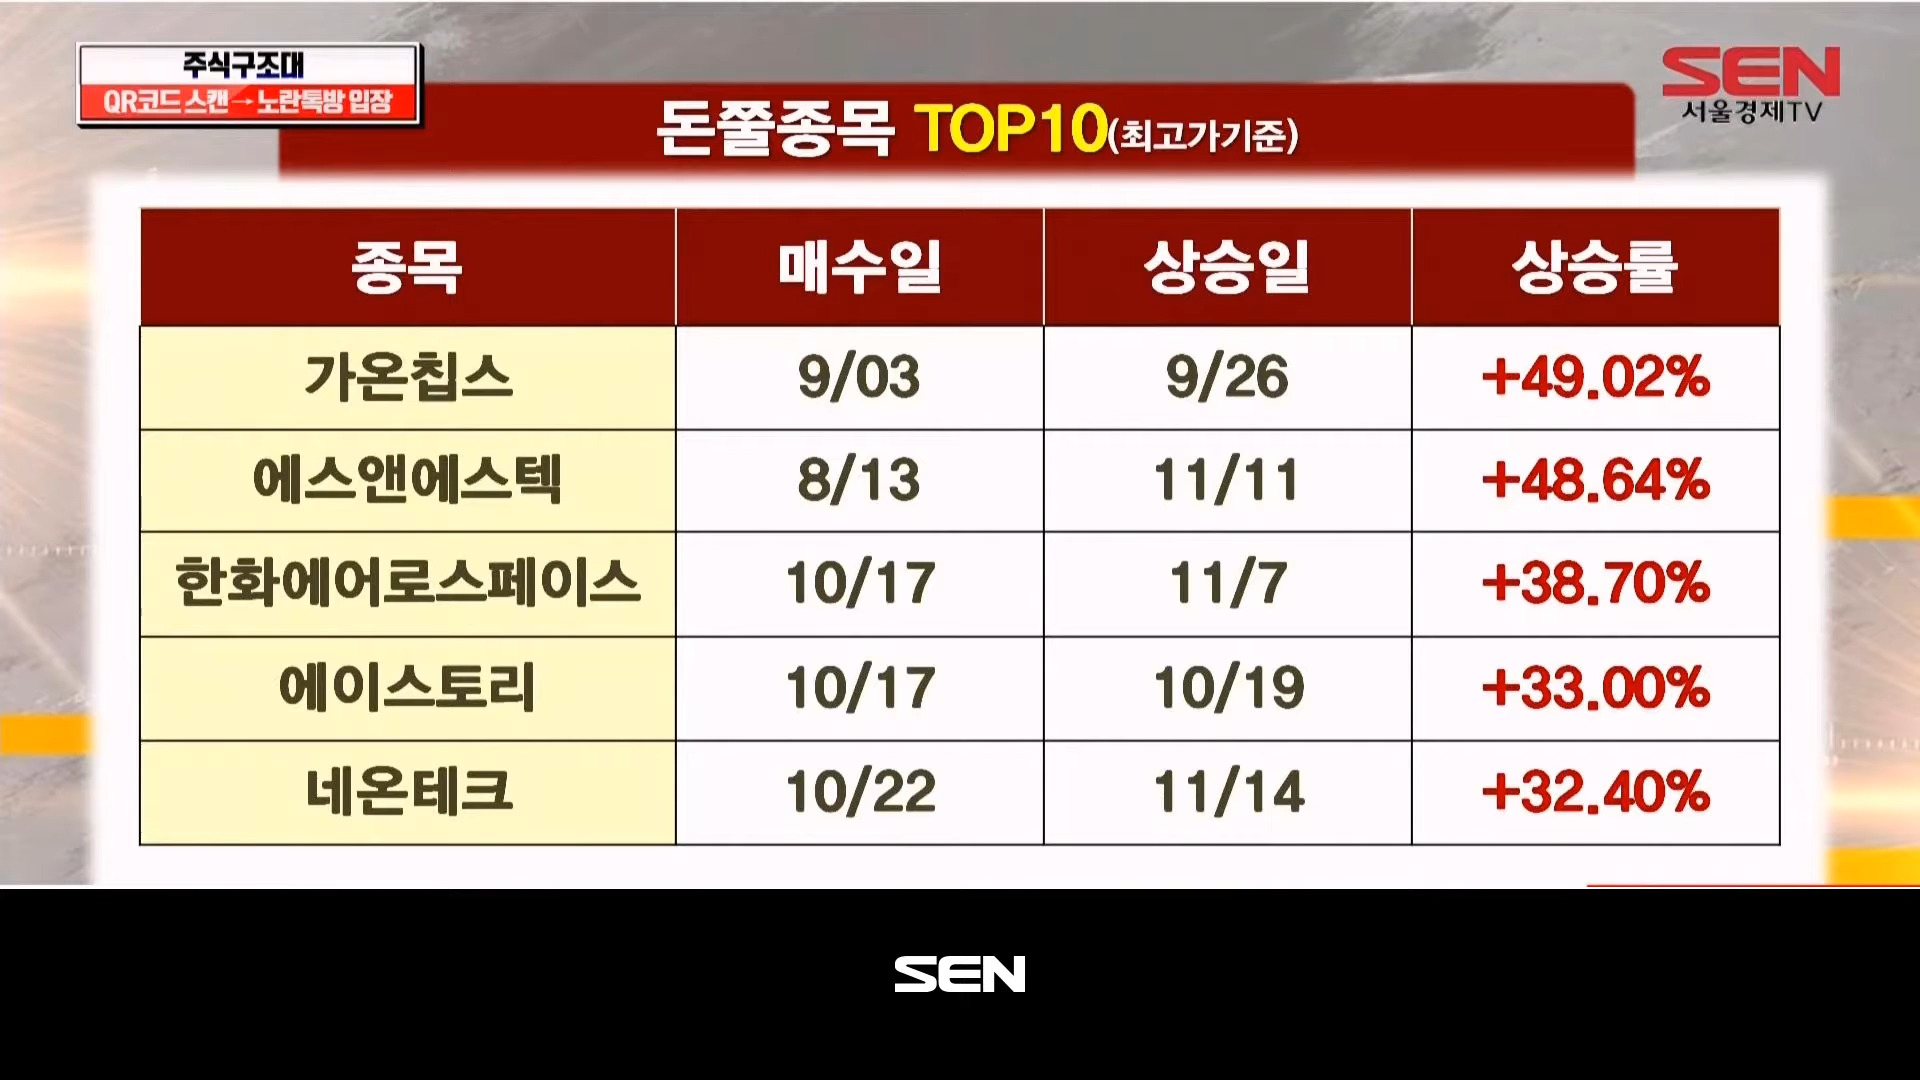 주식구조대
QR코드 스캔→노란톡방 입장
SEN
서울경제TV
돈쭐종목 TOP10(최고가기준)
종목 매수일 상승일 상승률
가온칩스 9/03 9/26 +49.02%
에스앤에스텍 8/13 11/11 +48.64%
한화에어로스페이스 10/17 11/7 +38.70%
에이스토리 10/17 10/19 +33.00%
네온테크 10/22 11/14 +32.40%
SEN